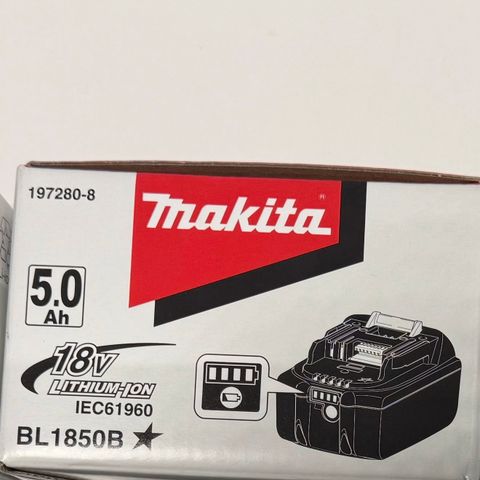 197280-8
makita®
5.0
Ah
18V
LITHIUM-ION
IEC61960
BL1850B ★